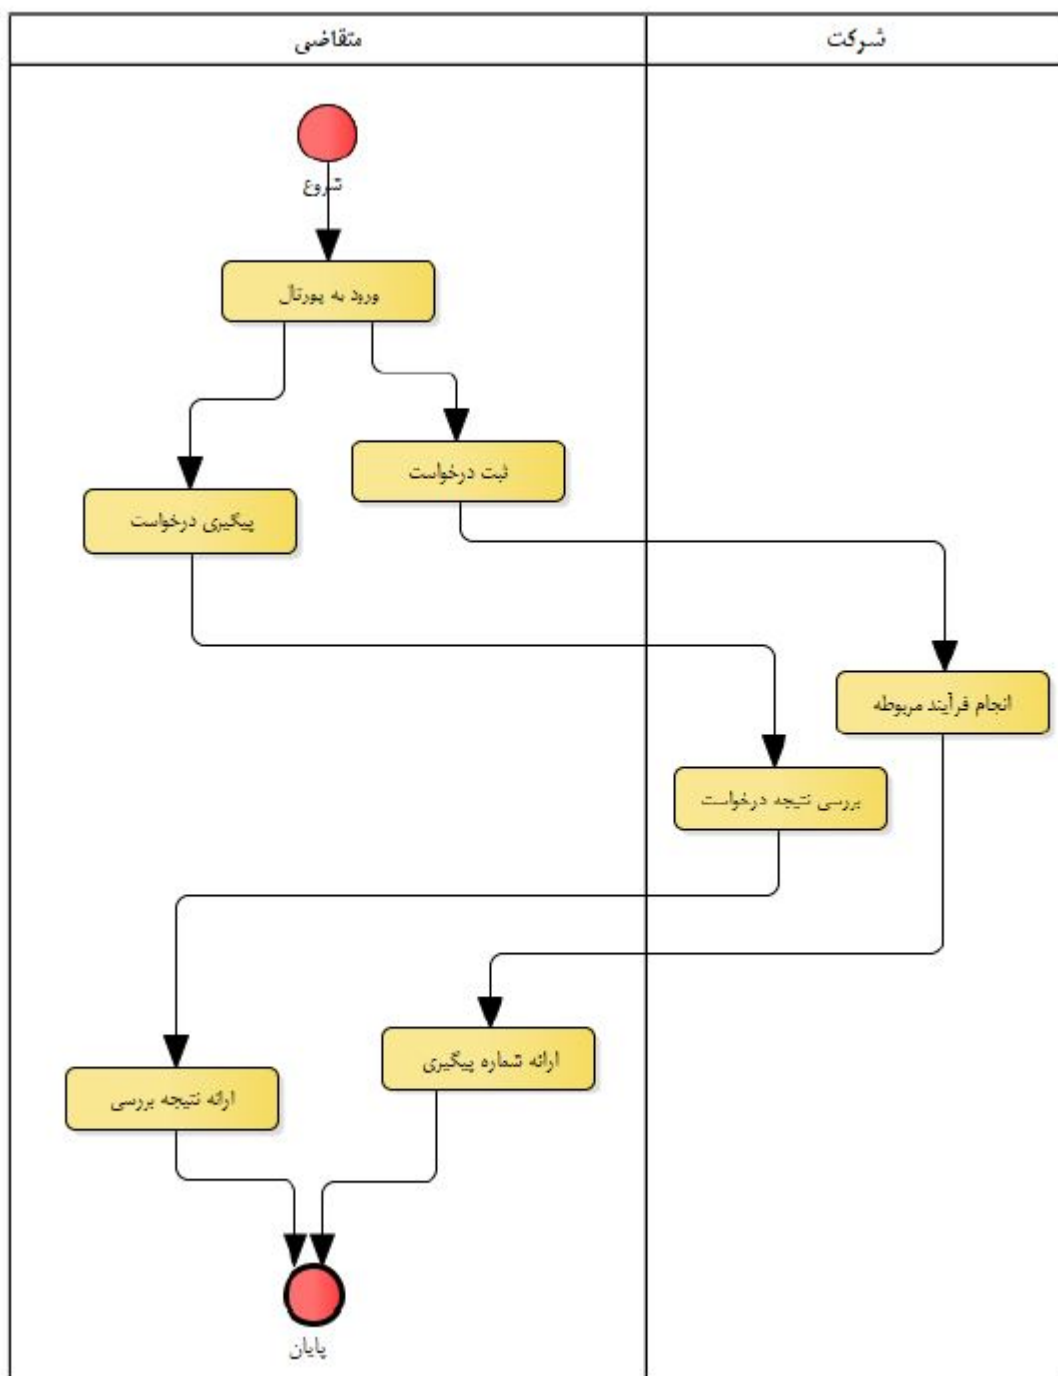 شرکت
متقاضی
شروع
ورود به پورتال
ثبت درخواست
پیگیری درخواست
انجام فرآیند مربوطه
بررسی نتیجه درخواست
ارائه شماره پیگیری
ارائه نتیجه بررسی
پایان